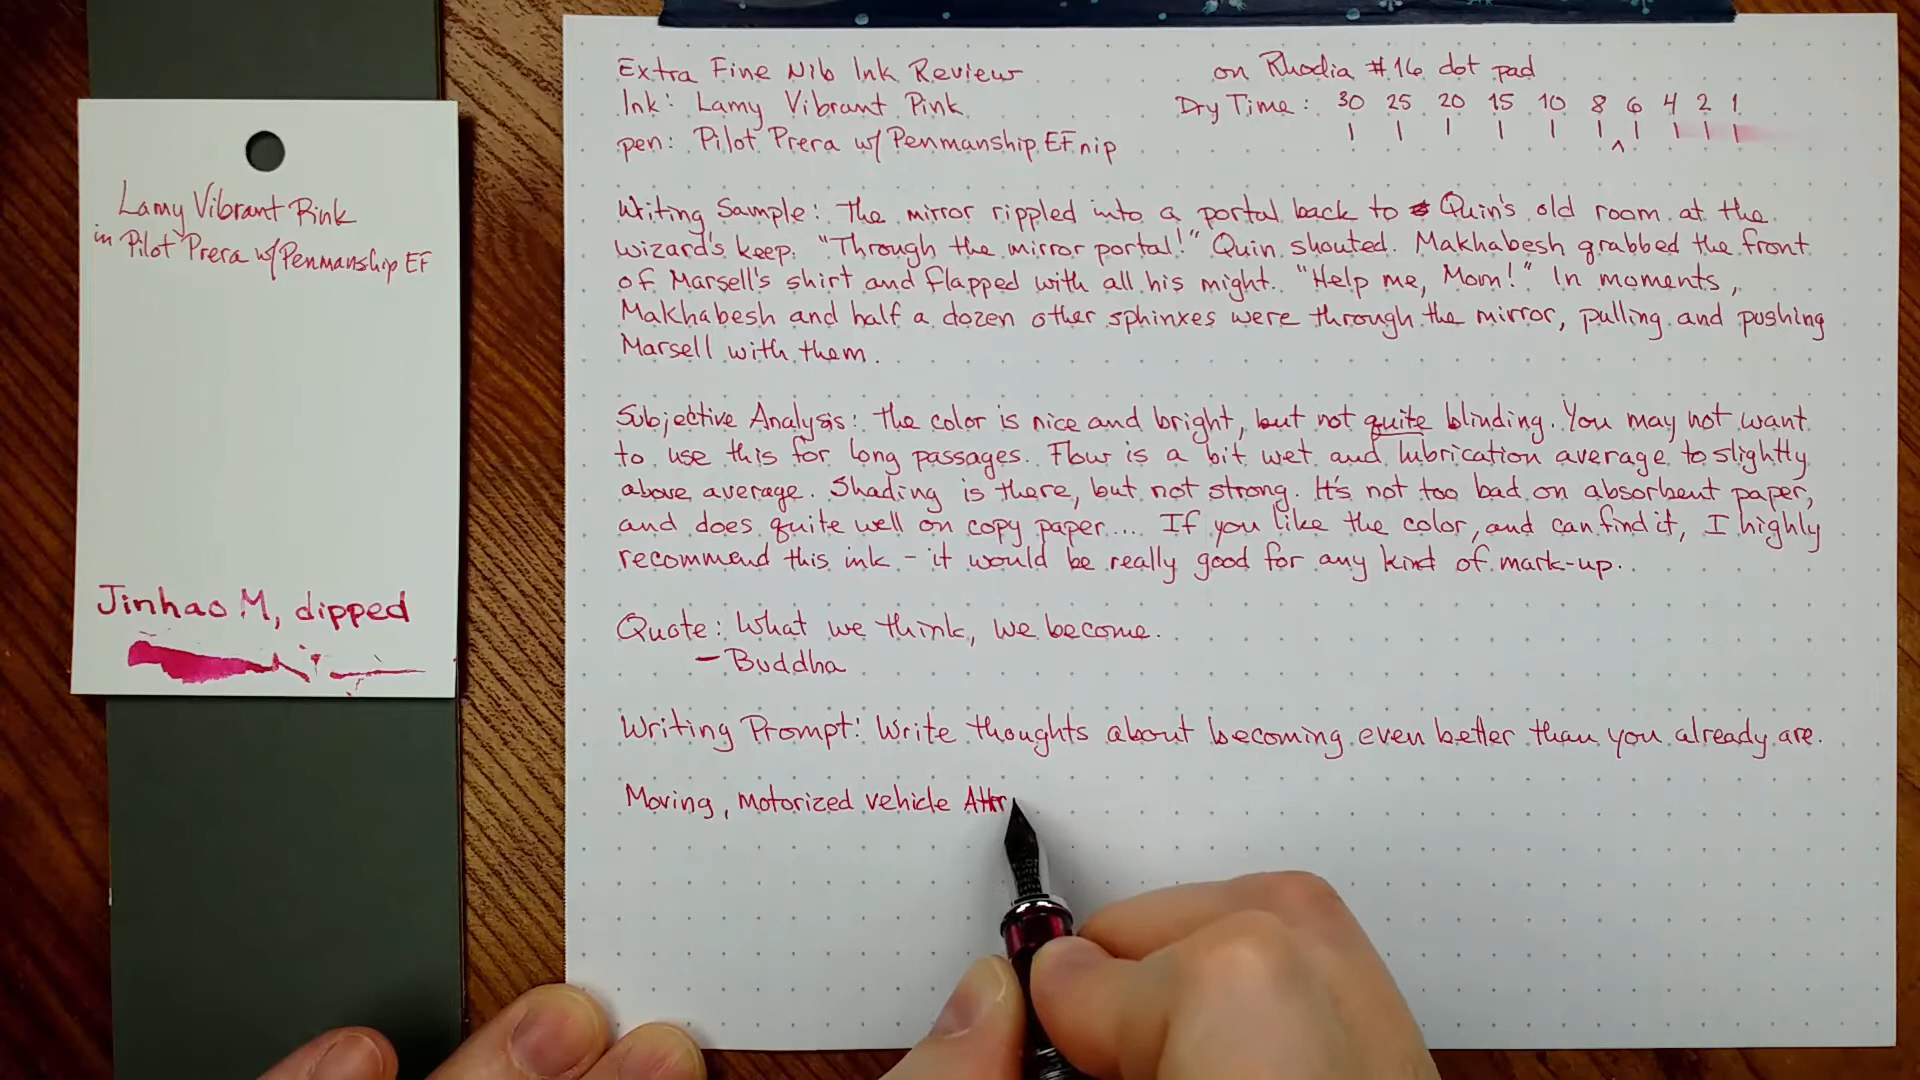 Lamy Vibrant Pink
in Pilot Prera w/Penmanship EF
Jinhao M, dipped
Extra Fine Nib Ink Review
on Rhodia #16 dot pad
Ink: Lamy Vibrant Pink
Dry Time: 30 25 20 15 10 8 6 4 2 1
pen: Pilot Prera w/ Penmanship EF nip
Writing Sample: The mirror rippled into a portal back to Quin's old room at the
wizard's keep. "Through the mirror portal!" Quin shouted. Makhabesh grabbed the front
of Marsell's shirt and flapped with all his might. "Help me, Mom!" In moments,
Makhabesh and half a dozen other sphinxes were through the mirror, pulling and pushing
Marsell with them.
Subjective Analysis: The color is nice and bright, but not quite blinding. You may not want
to use this for long passages. Flow is a bit wet and lubrication average to slightly
above average. Shading is there, but not strong. It's not too bad on absorbent paper,
and does quite well on copy paper.... If you like the color, and can find it, I highly
recommend this ink - it would be really good for any kind of mark-up.
Quote: What we think, we become.
- Buddha
Writing Prompt: Write thoughts about becoming even better than you already are.
Moving, motorized vehicle